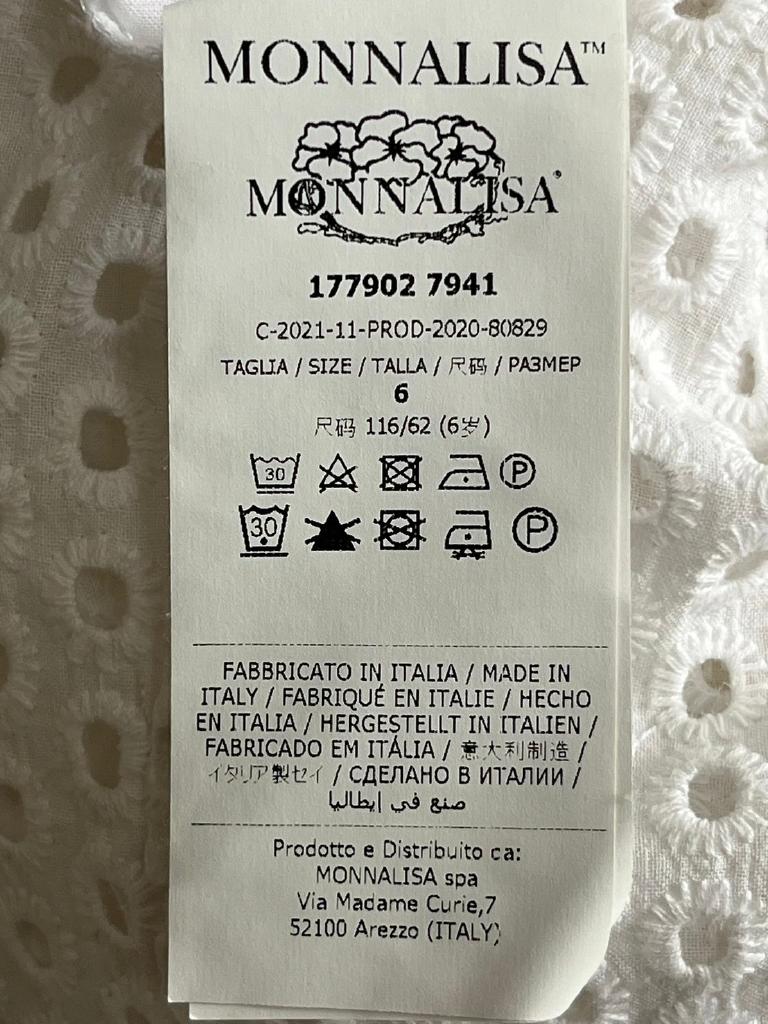 MONNALISA™
MONNALISA®
177902 7941
C-2021-11-PROD-2020-80829
TAGLIA / SIZE / TALLA / 尺码 / РАЗМЕР
6
尺码 116/62 (6岁)
30 P
30 P
FABBRICATO IN ITALIA / MADE IN
ITALY / FABRIQUÉ EN ITALIE / HECHO
EN ITALIA / HERGESTELLT IN ITALIEN /
FABRICADO EM ITÁLIA / 意大利制造 /
イタリア製セイ / СДЕЛАНО В ИТАЛИИ /
صنع في إيطاليا
Prodotto e Distribuito da:
MONNALISA spa
Via Madame Curie,7
52100 Arezzo (ITALY)